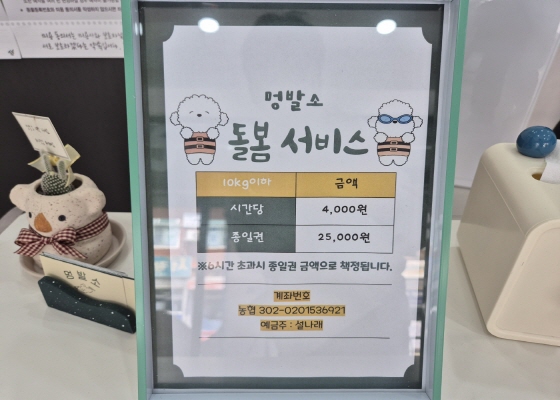 멍발소
돌봄 서비스
10kg이하 금액
시간당 4,000원
종일권 25,000원
※6시간 초과시 종일권 금액으로 책정됩니다.
계좌번호
농협 302-0201536921
예금주 : 설나래
멍발소